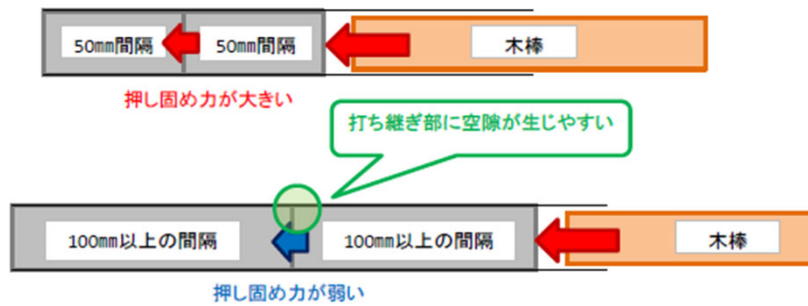 50㎜間隔 50㎜間隔 木棒
押し固め力が大きい
打ち継ぎ部に空隙が生じやすい
100㎜以上の間隔 100㎜以上の間隔 木棒
押し固め力が弱い